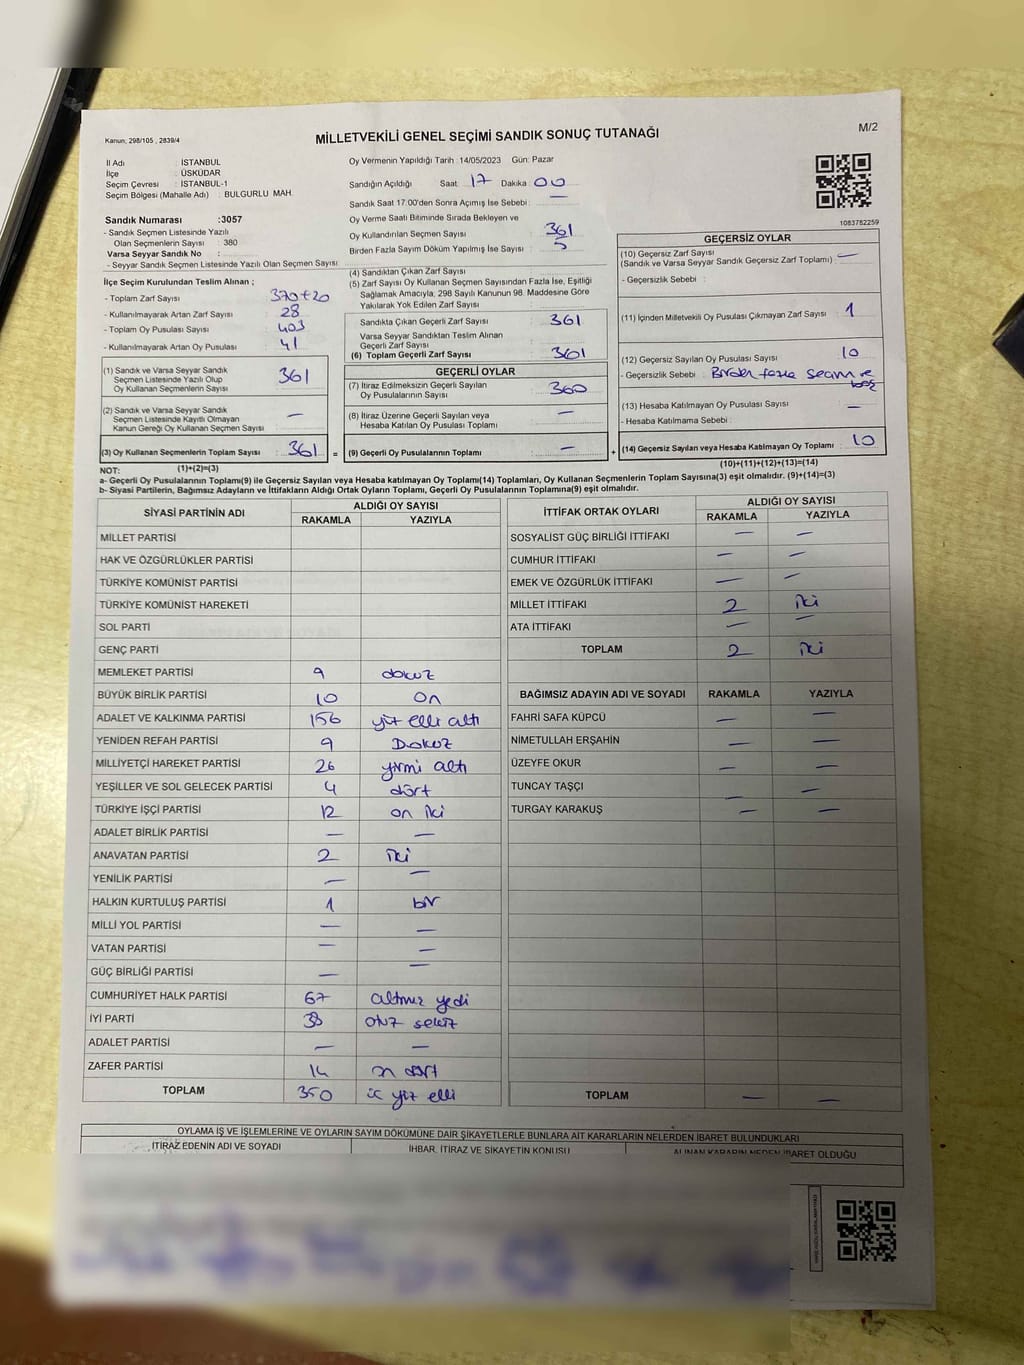 Kanun, 298/105 , 2839/4
MİLLETVEKİLİ GENEL SEÇİMİ SANDIK SONUÇ TUTANAĞI
M/2
İl Adı : İSTANBUL
İlçe : ÜSKÜDAR
Seçim Çevresi : İSTANBUL-1
Seçim Bölgesi (Mahalle Adı) : BULGURLU MAH.
Sandık Numarası :3057
- Sandık Seçmen Listesinde Yazılı
Olan Seçmenlerin Sayısı : 380
Varsa Seyyar Sandık No :
- Seyyar Sandık Seçmen Listesinde Yazılı Olan Seçmen Sayısı :
Oy Vermenin Yapıldığı Tarih :14/05/2023 Gün: Pazar
Sandığın Açıldığı Saat: 17 Dakika: 00
Sandık Saat 17:00'den Sonra Açımış İse Sebebi : —
Oy Verme Saati Bitiminde Sırada Bekleyen ve
Oy Kullandırılan Seçmen Sayısı : 361
Birden Fazla Sayım Döküm Yapılmış İse Sayısı : 5
1083782259
İlçe Seçim Kurulundan Teslim Alınan ;
- Toplam Zarf Sayısı : 370+20
- Kullanılmayarak Artan Zarf Sayısı : 28
- Toplam Oy Pusulası Sayısı : 403
- Kullanılmayarak Artan Oy Pusulası : 41
(1) Sandık ve Varsa Seyyar Sandık
Seçmen Listesinde Yazılı Olup
Oy Kullanan Seçmenlerin Sayısı : 361
(2) Sandık ve Varsa Seyyar Sandık
Seçmen Listesinde Kayıtlı Olmayan
Kanun Gereği Oy Kullanan Seçmen Sayısı : —
(3) Oy Kullanan Seçmenlerin Toplam Sayısı : 361 =
(1)+(2)=(3)
(4) Sandıktan Çıkan Zarf Sayısı :
(5) Zarf Sayısı Oy Kullanan Seçmen Sayısından Fazla İse, Eşitliği
Sağlamak Amacıyla, 298 Sayılı Kanunun 98. Maddesine Göre
Yakılarak Yok Edilen Zarf Sayısı :
Sandıkta Çıkan Geçerli Zarf Sayısı : 361
Varsa Seyyar Sandıktan Teslim Alınan
Geçerli Zarf Sayısı :
(6) Toplam Geçerli Zarf Sayısı : 361
GEÇERLİ OYLAR
(7) İtiraz Edilmeksizin Geçerli Sayılan
Oy Pusulalarının Sayısı : 360
(8) İtiraz Üzerine Geçerli Sayılan veya
Hesaba Katılan Oy Pusulası Toplamı : —
(9) Geçerli Oy Pusulalarının Toplamı : — +
GEÇERSİZ OYLAR
(10) Geçersiz Zarf Sayısı
(Sandık ve Varsa Seyyar Sandık Geçersiz Zarf Toplamı) : —
- Geçersizlik Sebebi :
(11) İçinden Milletvekili Oy Pusulası Çıkmayan Zarf Sayısı : 1
(12) Geçersiz Sayılan Oy Pusulası Sayısı : 10
- Geçersizlik Sebebi : Birden fazla seçim ve
boş
(13) Hesaba Katılmayan Oy Pusulası Sayısı : —
- Hesaba Katılmama Sebebi :
(14) Geçersiz Sayılan veya Hesaba Katılmayan Oy Toplamı : 10
(10)+(11)+(12)+(13)=(14)
NOT:
a- Geçerli Oy Pusulalarının Toplamı(9) ile Geçersiz Sayılan veya Hesaba Katılmayan Oy Toplamı(14) Toplamları, Oy Kullanan Seçmenlerin Toplam Sayısına(3) eşit olmalıdır. (9)+(14)=(3)
b- Siyasi Partilerin, Bağımsız Adayların ve İttifakların Aldığı Ortak Oyların Toplamı, Geçerli Oy Pusulalarının Toplamına(9) eşit olmalıdır.
SİYASİ PARTİNİN ADI ALDIĞI OY SAYISI
RAKAMLA YAZIYLA
MİLLET PARTİSİ
HAK VE ÖZGÜRLÜKLER PARTİSİ
TÜRKİYE KOMÜNİST PARTİSİ
TÜRKİYE KOMÜNİST HAREKETİ
SOL PARTİ
GENÇ PARTİ
MEMLEKET PARTİSİ 9 dokuz
BÜYÜK BİRLİK PARTİSİ 10 On
ADALET VE KALKINMA PARTİSİ 156 yüz elli altı
YENİDEN REFAH PARTİSİ 9 Dokuz
MİLLİYETÇİ HAREKET PARTİSİ 26 yirmi altı
YEŞİLLER VE SOL GELECEK PARTİSİ 4 dört
TÜRKİYE İŞÇİ PARTİSİ 12 on iki
ADALET BİRLİK PARTİSİ — —
ANAVATAN PARTİSİ 2 iki
YENİLİK PARTİSİ — —
HALKIN KURTULUŞ PARTİSİ 1 bir
MİLLİ YOL PARTİSİ — —
VATAN PARTİSİ — —
GÜÇ BİRLİĞİ PARTİSİ — —
CUMHURİYET HALK PARTİSİ 67 altmış yedi
İYİ PARTİ 38 otuz sekiz
ADALET PARTİSİ — —
ZAFER PARTİSİ 14 on dört
TOPLAM 350 üç yüz elli
İTTİFAK ORTAK OYLARI ALDIĞI OY SAYISI
RAKAMLA YAZIYLA
SOSYALİST GÜÇ BİRLİĞİ İTTİFAKI — —
CUMHUR İTTİFAKI — —
EMEK VE ÖZGÜRLÜK İTTİFAKI — —
MİLLET İTTİFAKI 2 iki
ATA İTTİFAKI — —
TOPLAM 2 iki
BAĞIMSIZ ADAYIN ADI VE SOYADI RAKAMLA YAZIYLA
FAHRİ SAFA KÜPCÜ — —
NİMETULLAH ERŞAHİN — —
ÜZEYFE OKUR — —
TUNCAY TAŞÇI — —
TURGAY KARAKUŞ — —
TOPLAM — —
OYLAMA İŞ VE İŞLEMLERİNE VE OYLARIN SAYIM DÖKÜMÜNE DAİR ŞİKAYETLERLE BUNLARA AİT KARARLARIN NELERDEN İBARET BULUNDUKLARI
İTİRAZ EDENİN ADI VE SOYADI İHBAR, İTİRAZ VE ŞİKAYETİN KONUSU ALINAN KARARIN NEDEN İBARET OLDUĞU